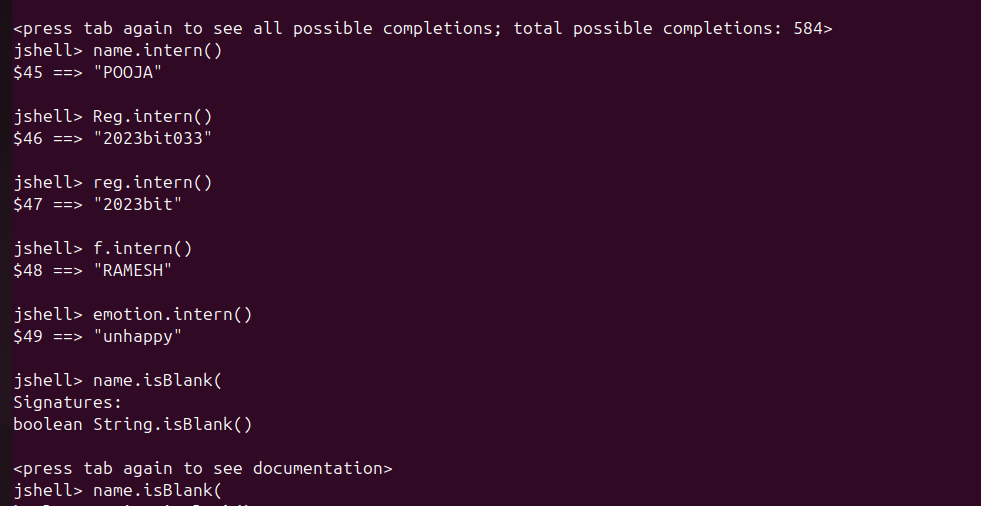 <press tab again to see all possible completions; total possible completions: 584>
jshell> name.intern()
$45 ==> "POOJA"
jshell> Reg.intern()
$46 ==> "2023bit033"
jshell> reg.intern()
$47 ==> "2023bit"
jshell> f.intern()
$48 ==> "RAMESH"
jshell> emotion.intern()
$49 ==> "unhappy"
jshell> name.isBlank(
Signatures:
boolean String.isBlank()
<press tab again to see documentation>
jshell> name.isBlank(